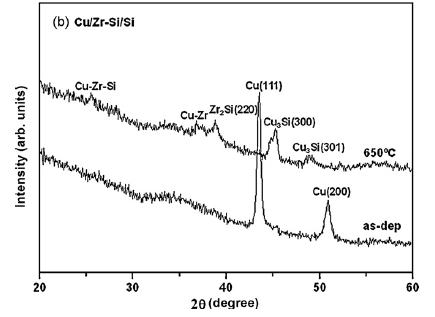 (b) Cu/Zr-Si/Si
Cu(111)
Cu-Zr-Si
Cu-Zr
Zr₂Si(220)
Cu₃Si(300)
Cu₃Si(301)
650ºC
Cu(200)
as-dep
Intensity (arb. units)
20 30 40 50 60
2θ (degree)